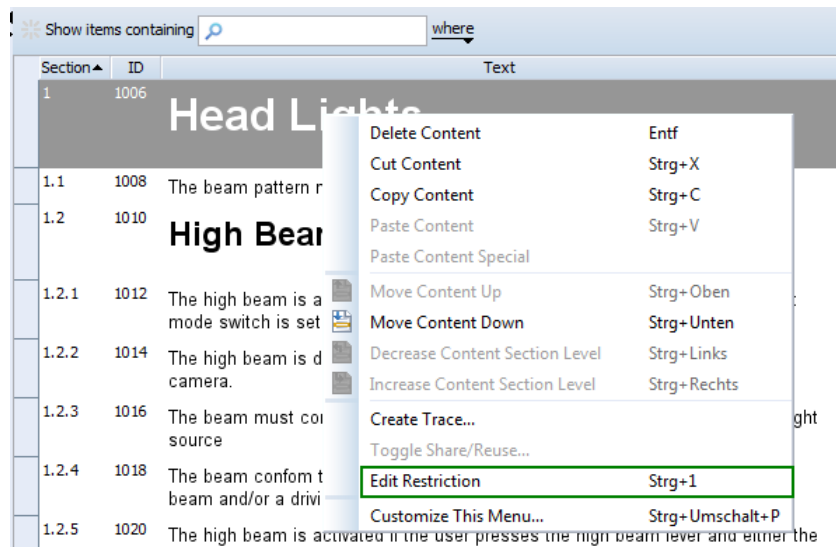 Show items containing where
Section ID Text
1 1006 Head Lights
1.1 1008 The beam pattern
1.2 1010 High Bear
1.2.1 1012 The high beam is a
mode switch is set
1.2.2 1014 The high beam is d
camera.
1.2.3 1016 The beam must
source
1.2.4 1018 The beam confom t
beam and/or a drivi
1.2.5 1020 The high beam is activated if the user presses the high beam lever and either the
Delete Content Entf
Cut Content Strg+X
Copy Content Strg+C
Paste Content Strg+V
Paste Content Special
Move Content Up Strg+Oben
Move Content Down Strg+Unten
Decrease Content Section Level Strg+Links
Increase Content Section Level Strg+Rechts
Create Trace...
Toggle Share/Reuse...
Edit Restriction Strg+1
Customize This Menu... Strg+Umschalt+P
ght